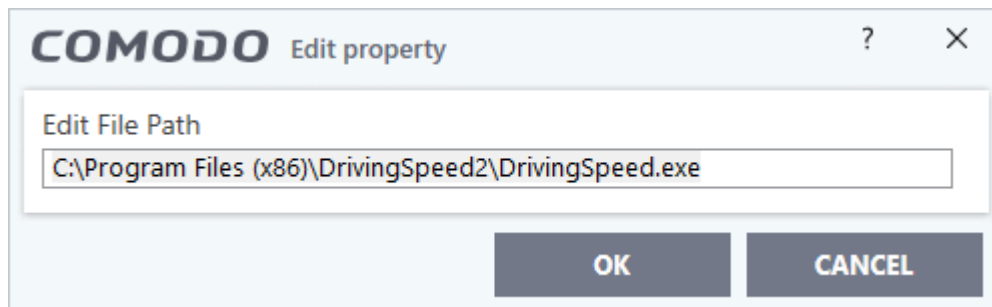 COMODO Edit property ? ×
Edit File Path
C:\Program Files (x86)\DrivingSpeed2\DrivingSpeed.exe
OK CANCEL